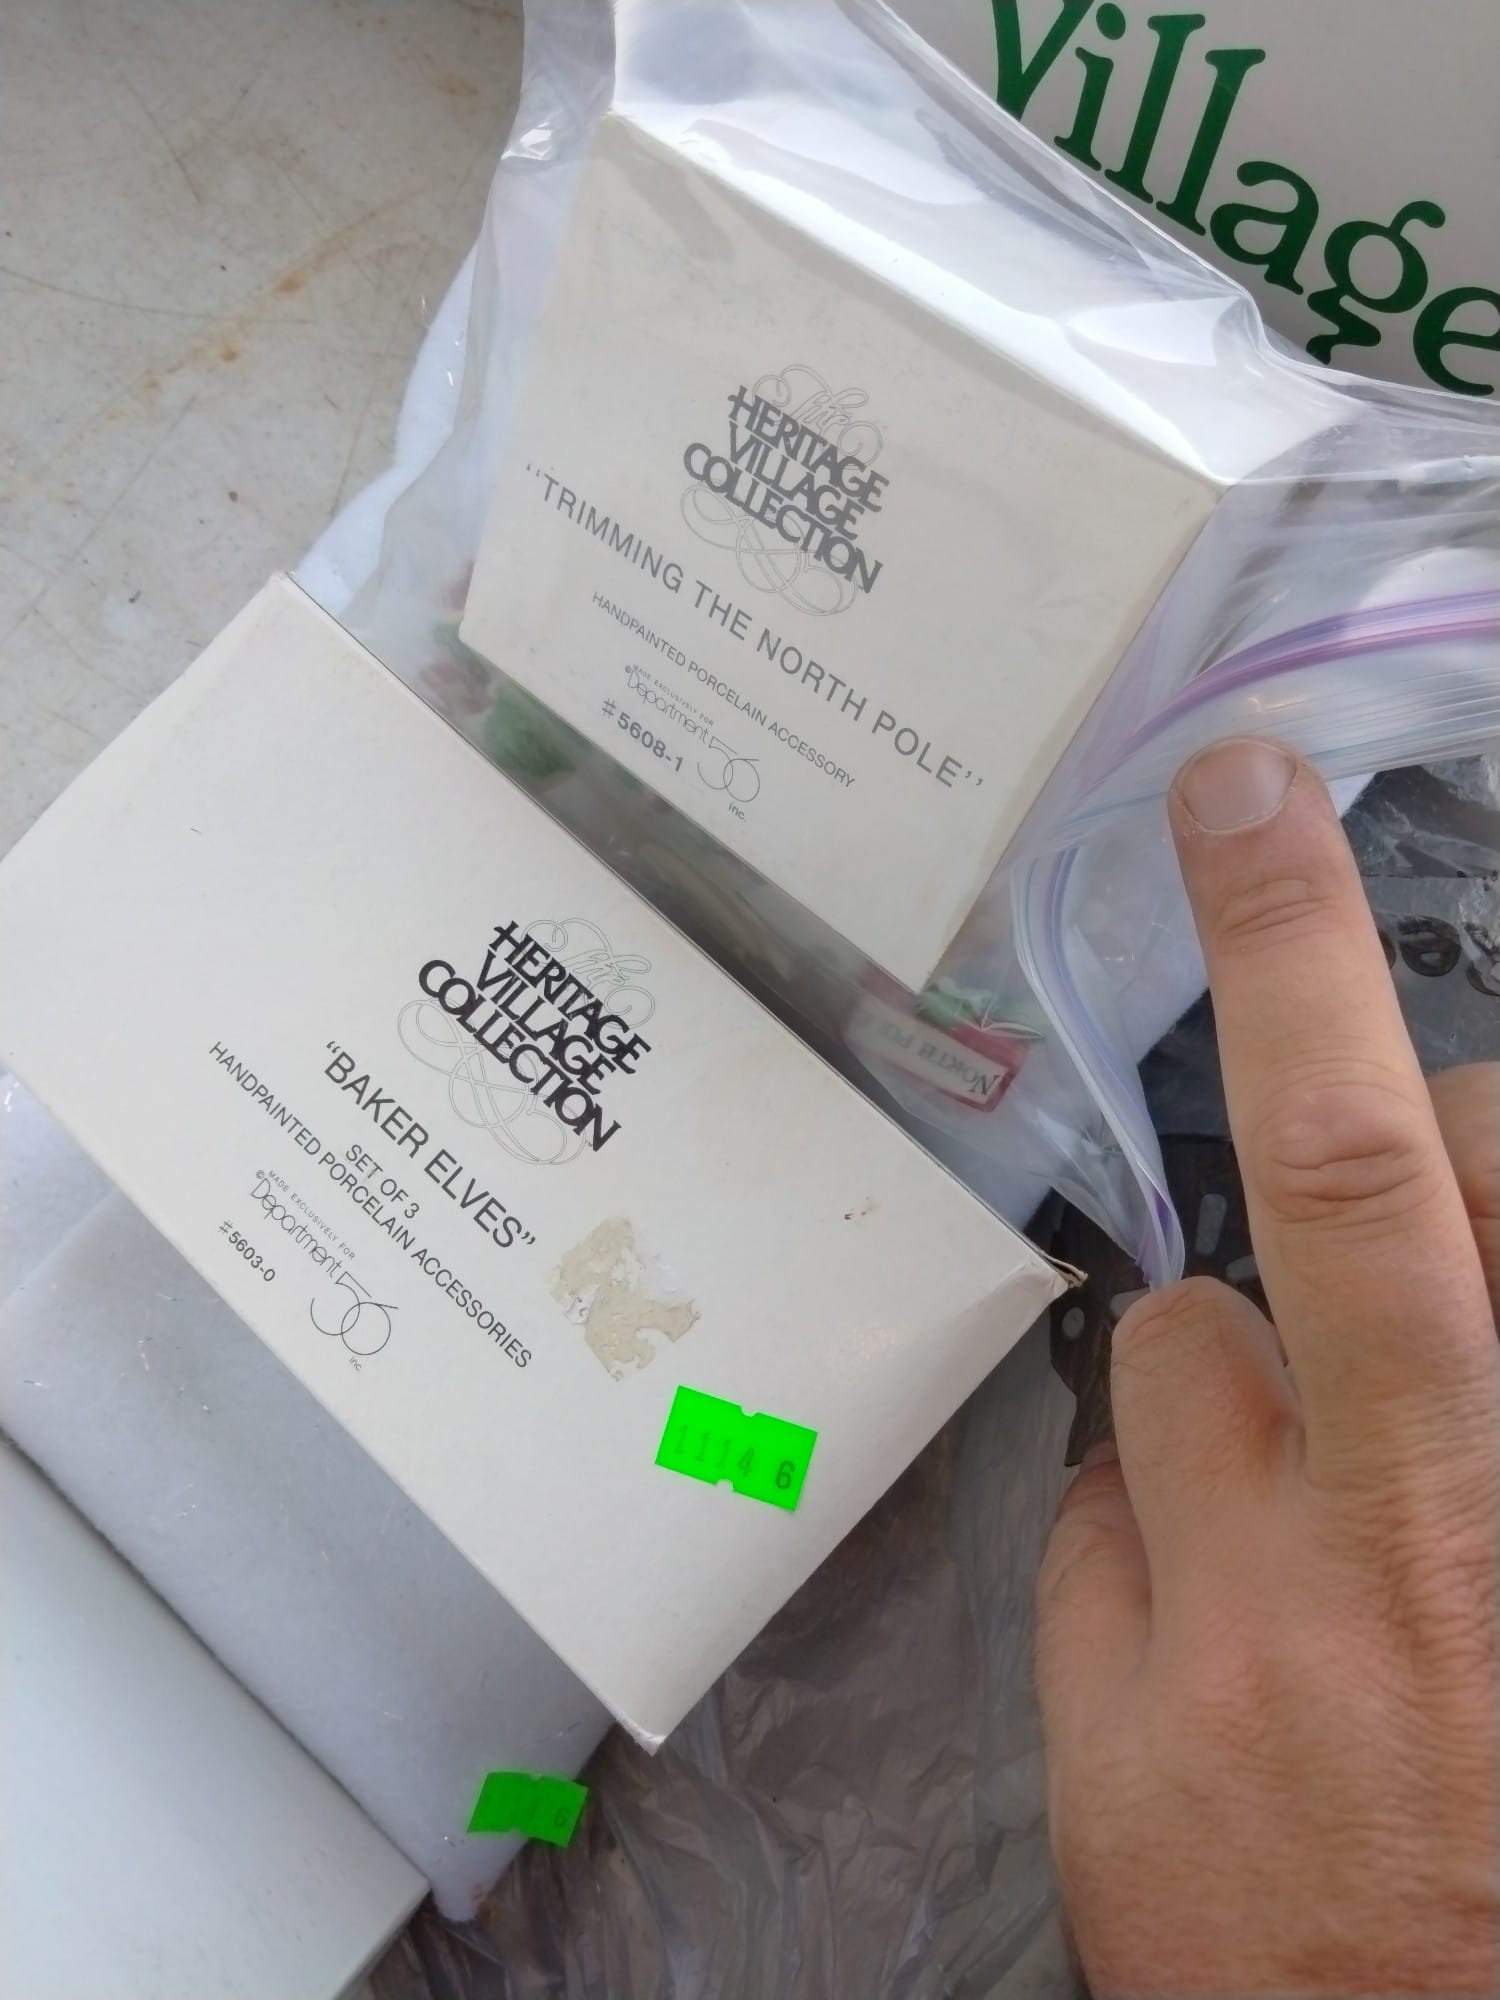 Village
The
HERITAGE
VILLAGE
COLLECTION
“TRIMMING THE NORTH POLE”
HANDPAINTED PORCELAIN ACCESSORY
MADE EXCLUSIVELY FOR
©Department 56 inc.
#5608-1
NORTH
The
HERITAGE
VILLAGE
COLLECTION
“BAKER ELVES”
SET OF 3
HANDPAINTED PORCELAIN ACCESSORIES
MADE EXCLUSIVELY FOR
©Department 56 inc.
#5603-0
1114 6
4 6